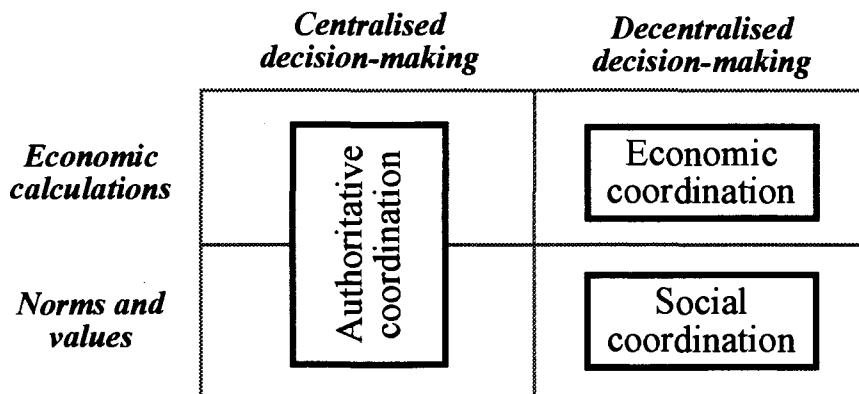 Centralised
decision-making
Decentralised
decision-making
Economic
calculations
Authoritative
coordination
Economic
coordination
Norms and
values
Social
coordination